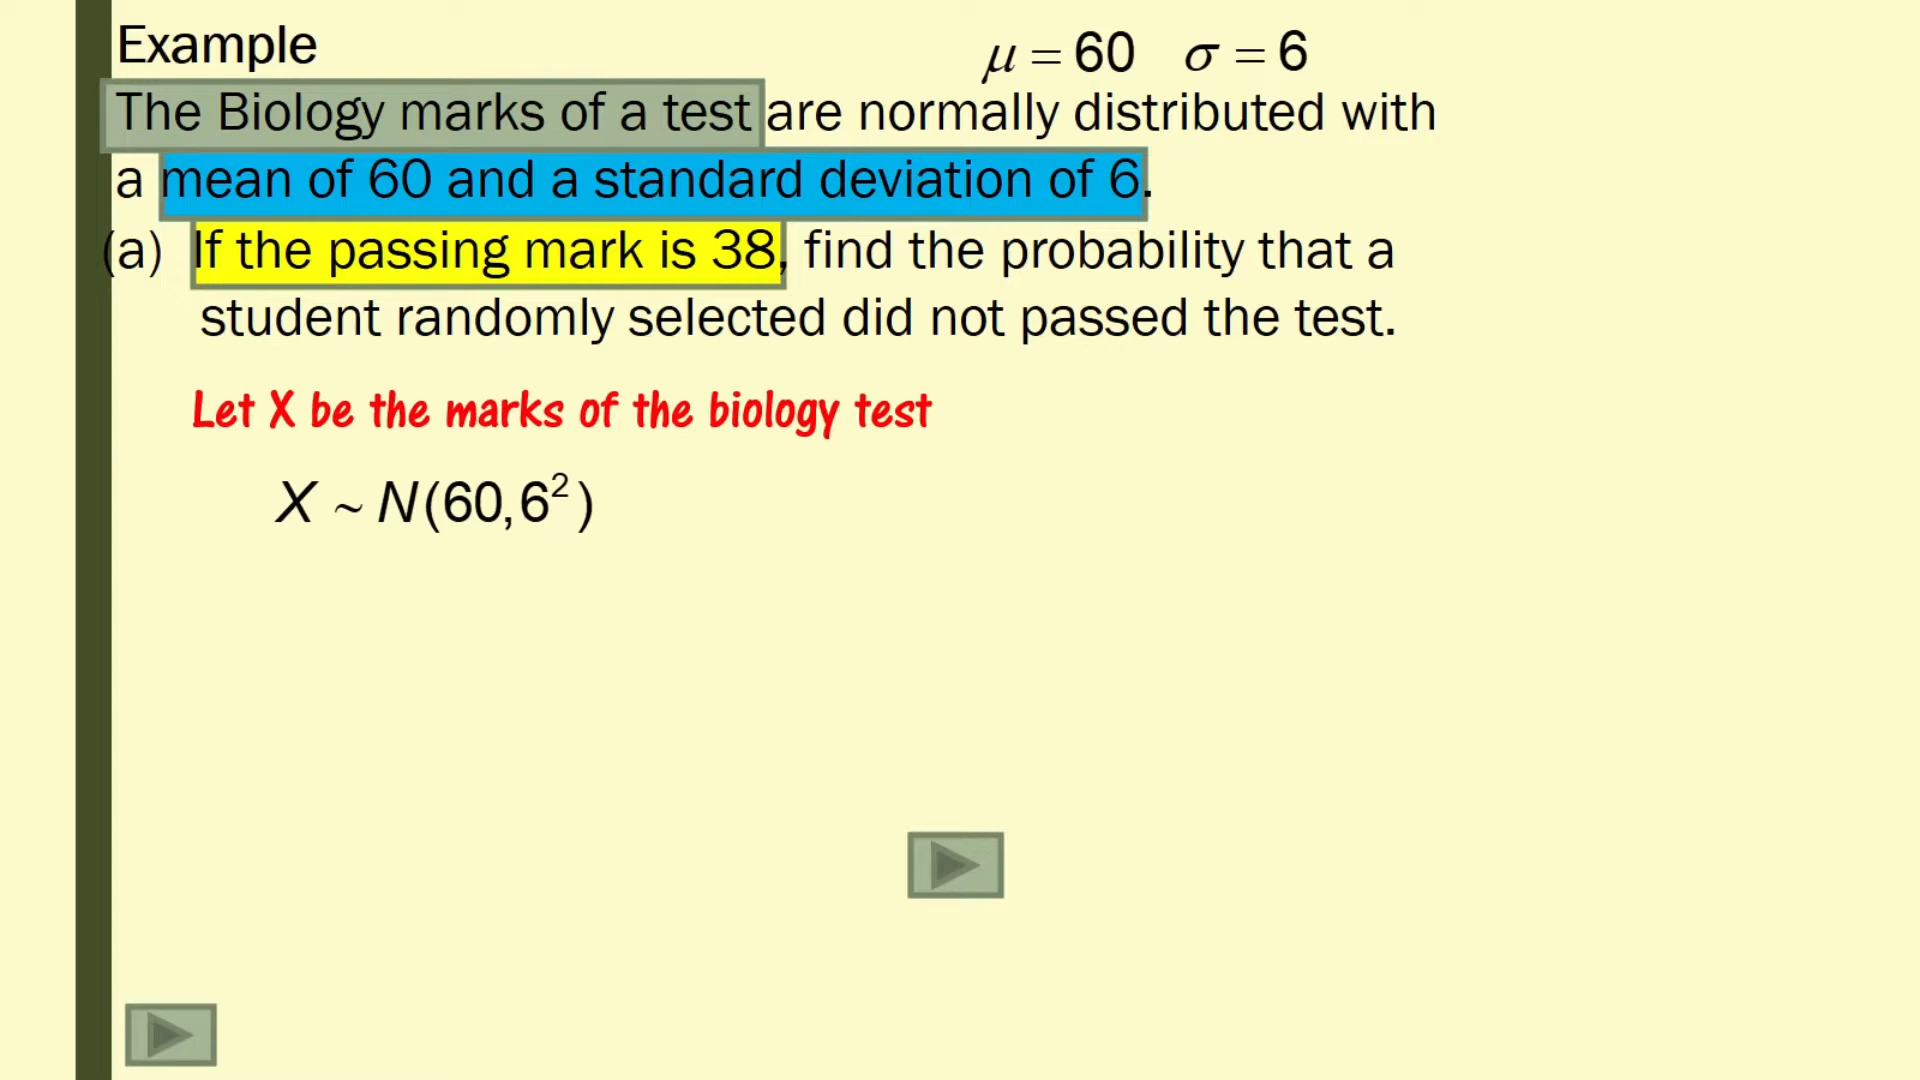 Example
μ = 60 σ = 6
The Biology marks of a test are normally distributed with
a mean of 60 and a standard deviation of 6.
(a) If the passing mark is 38, find the probability that a
student randomly selected did not passed the test.
Let X be the marks of the biology test
X ~ N(60,6²)